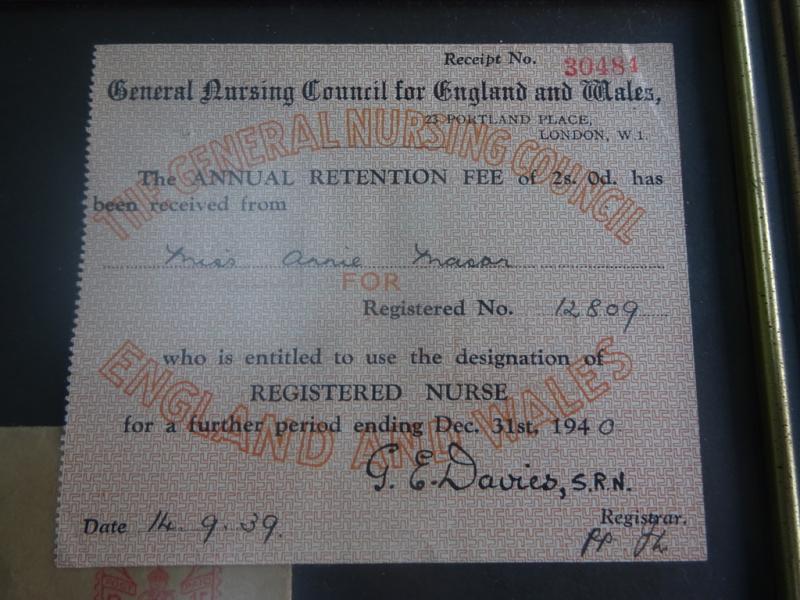 Receipt No. 30484
General Nursing Council for England and Wales,
23 PORTLAND PLACE,
LONDON, W.1.
THE GENERAL NURSING COUNCIL
The ANNUAL RETENTION FEE of 2s. 0d. has
been received from
Miss Annie Mason
FOR
Registered No. 12809
who is entitled to use the designation of
ENGLAND AND WALES
REGISTERED NURSE
for a further period ending Dec. 31st, 1940
G. E. Davies, S.R.N.
Date 14. 9. 39.
Registrar.
pp